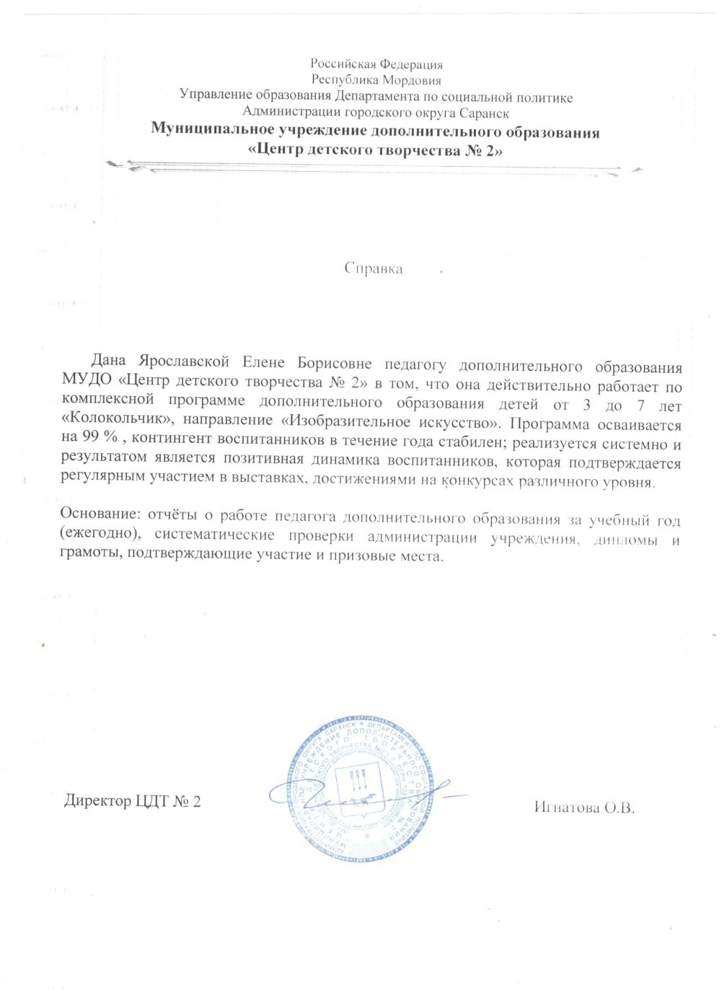 Российская Федерация
Республика Мордовия
Управление образования Департамента по социальной политике
Администрации городского округа Саранск
Муниципальное учреждение дополнительного образования
«Центр детского творчества № 2»
Справка
Дана Ярославской Елене Борисовне педагогу дополнительного образования
МУДО «Центр детского творчества № 2» в том, что она действительно работает по
комплексной программе дополнительного образования детей от 3 до 7 лет
«Колокольчик», направление «Изобразительное искусство». Программа осваивается
на 99 % , контингент воспитанников в течение года стабилен; реализуется системно и
результатом является позитивная динамика воспитанников, которая подтверждается
регулярным участием в выставках, достижениями на конкурсах различного уровня.
Основание: отчёты о работе педагога дополнительного образования за учебный год
(ежегодно), систематические проверки администрации учреждения, дипломы и
грамоты, подтверждающие участие и призовые места.
Директор ЦДТ № 2
Игнатова О.В.